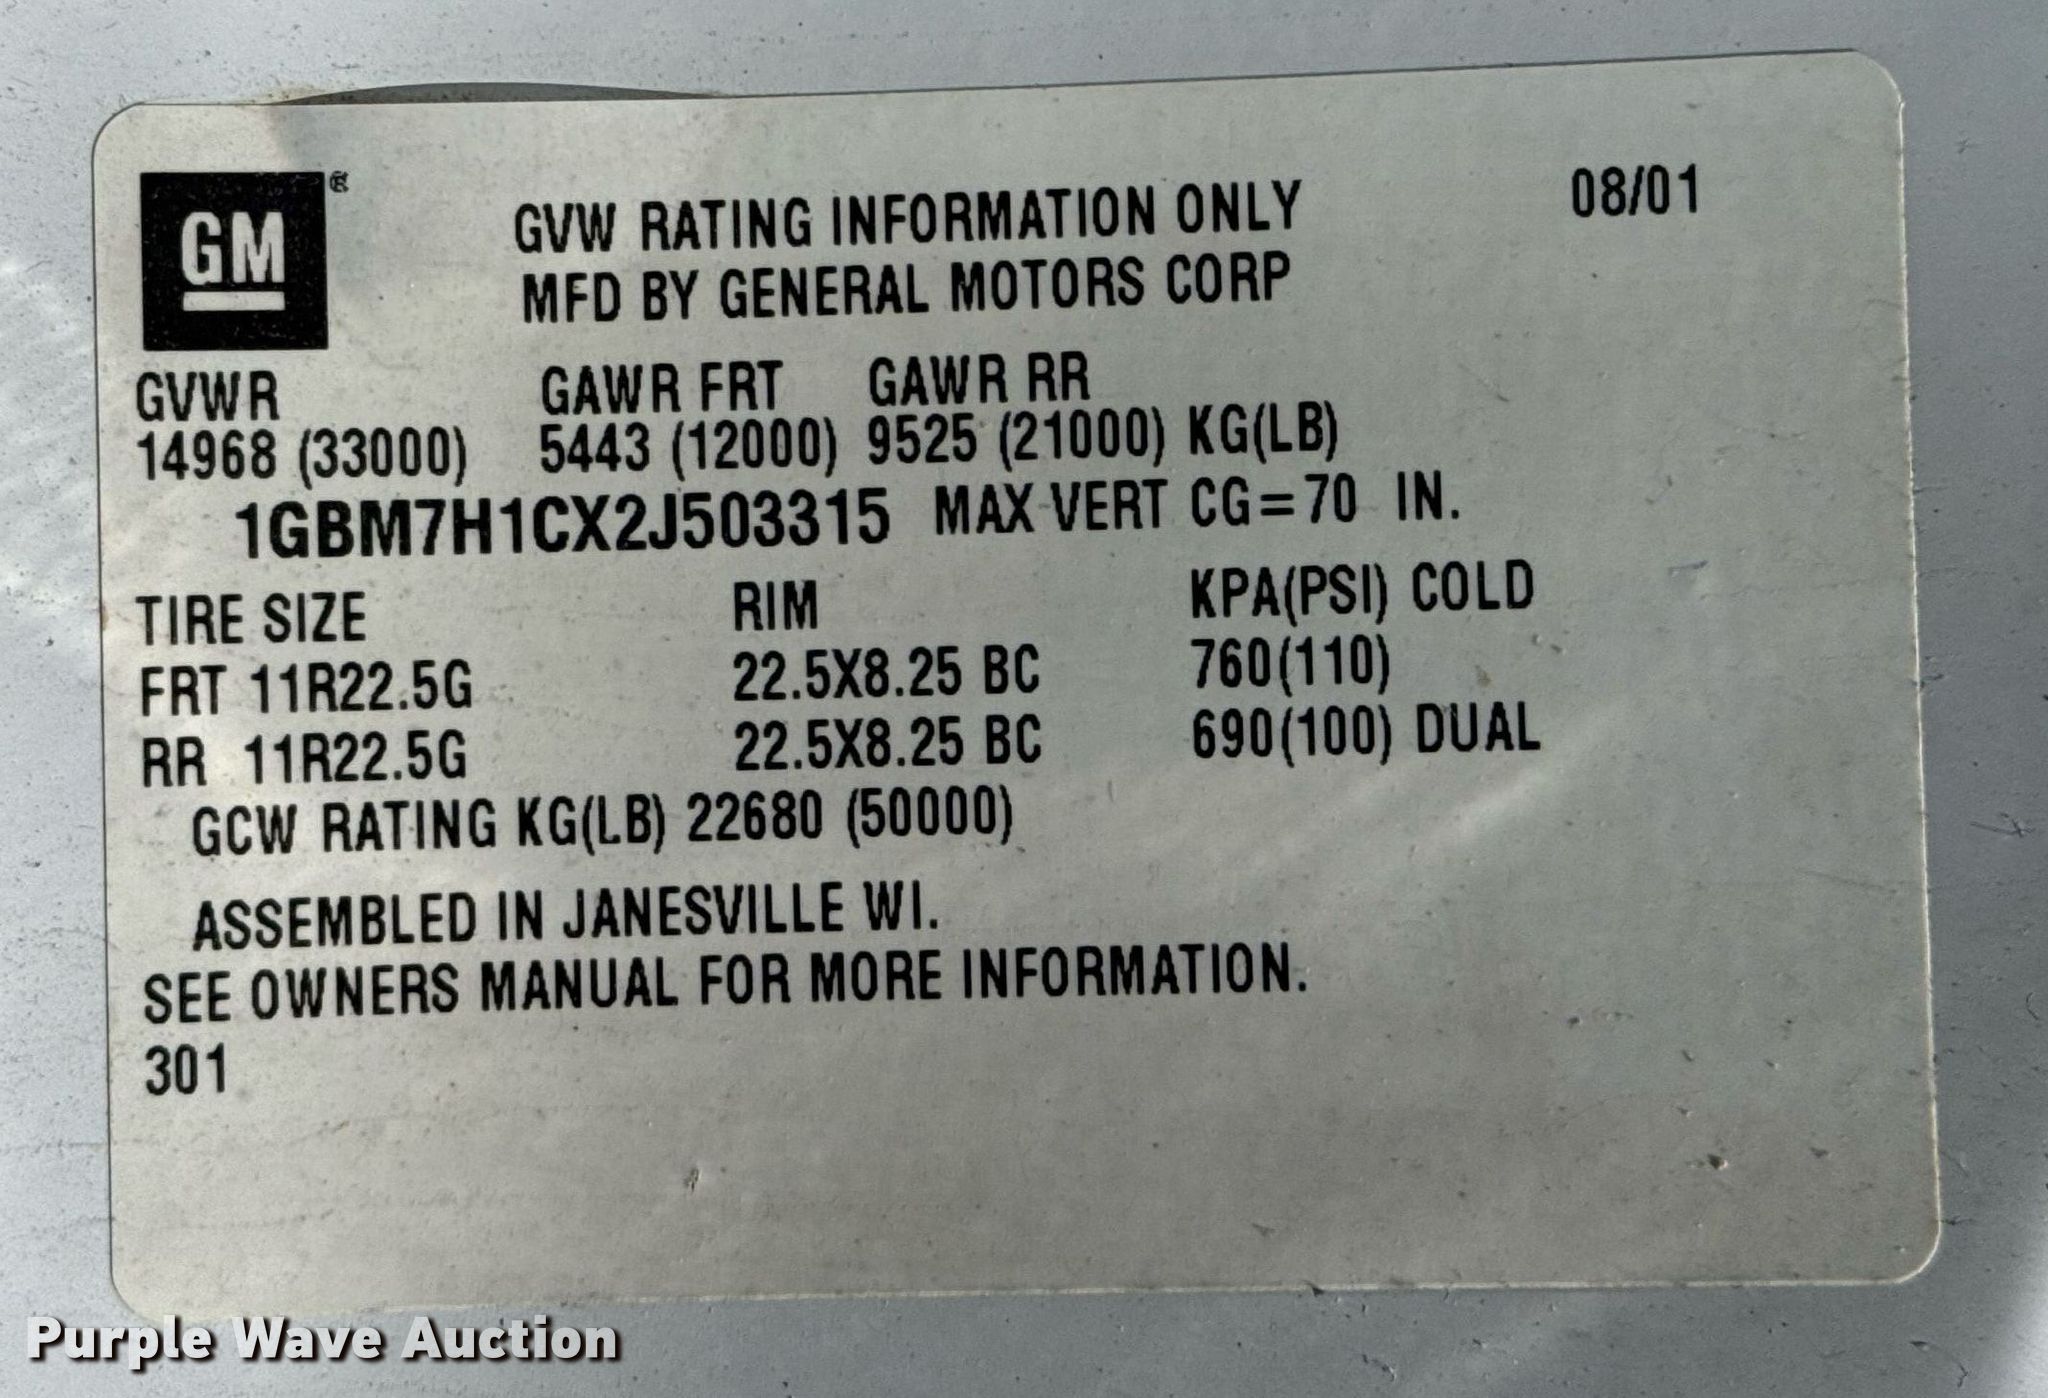 GM®
GVW RATING INFORMATION ONLY 08/01
MFD BY GENERAL MOTORS CORP
GVWR GAWR FRT GAWR RR
14968 (33000) 5443 (12000) 9525 (21000) KG(LB)
1GBM7H1CX2J503315 MAX VERT CG=70 IN.
TIRE SIZE RIM KPA(PSI) COLD
FRT 11R22.5G 22.5X8.25 BC 760(110)
RR 11R22.5G 22.5X8.25 BC 690(100) DUAL
GCW RATING KG(LB) 22680 (50000)
ASSEMBLED IN JANESVILLE WI.
SEE OWNERS MANUAL FOR MORE INFORMATION.
301
Purple Wave Auction